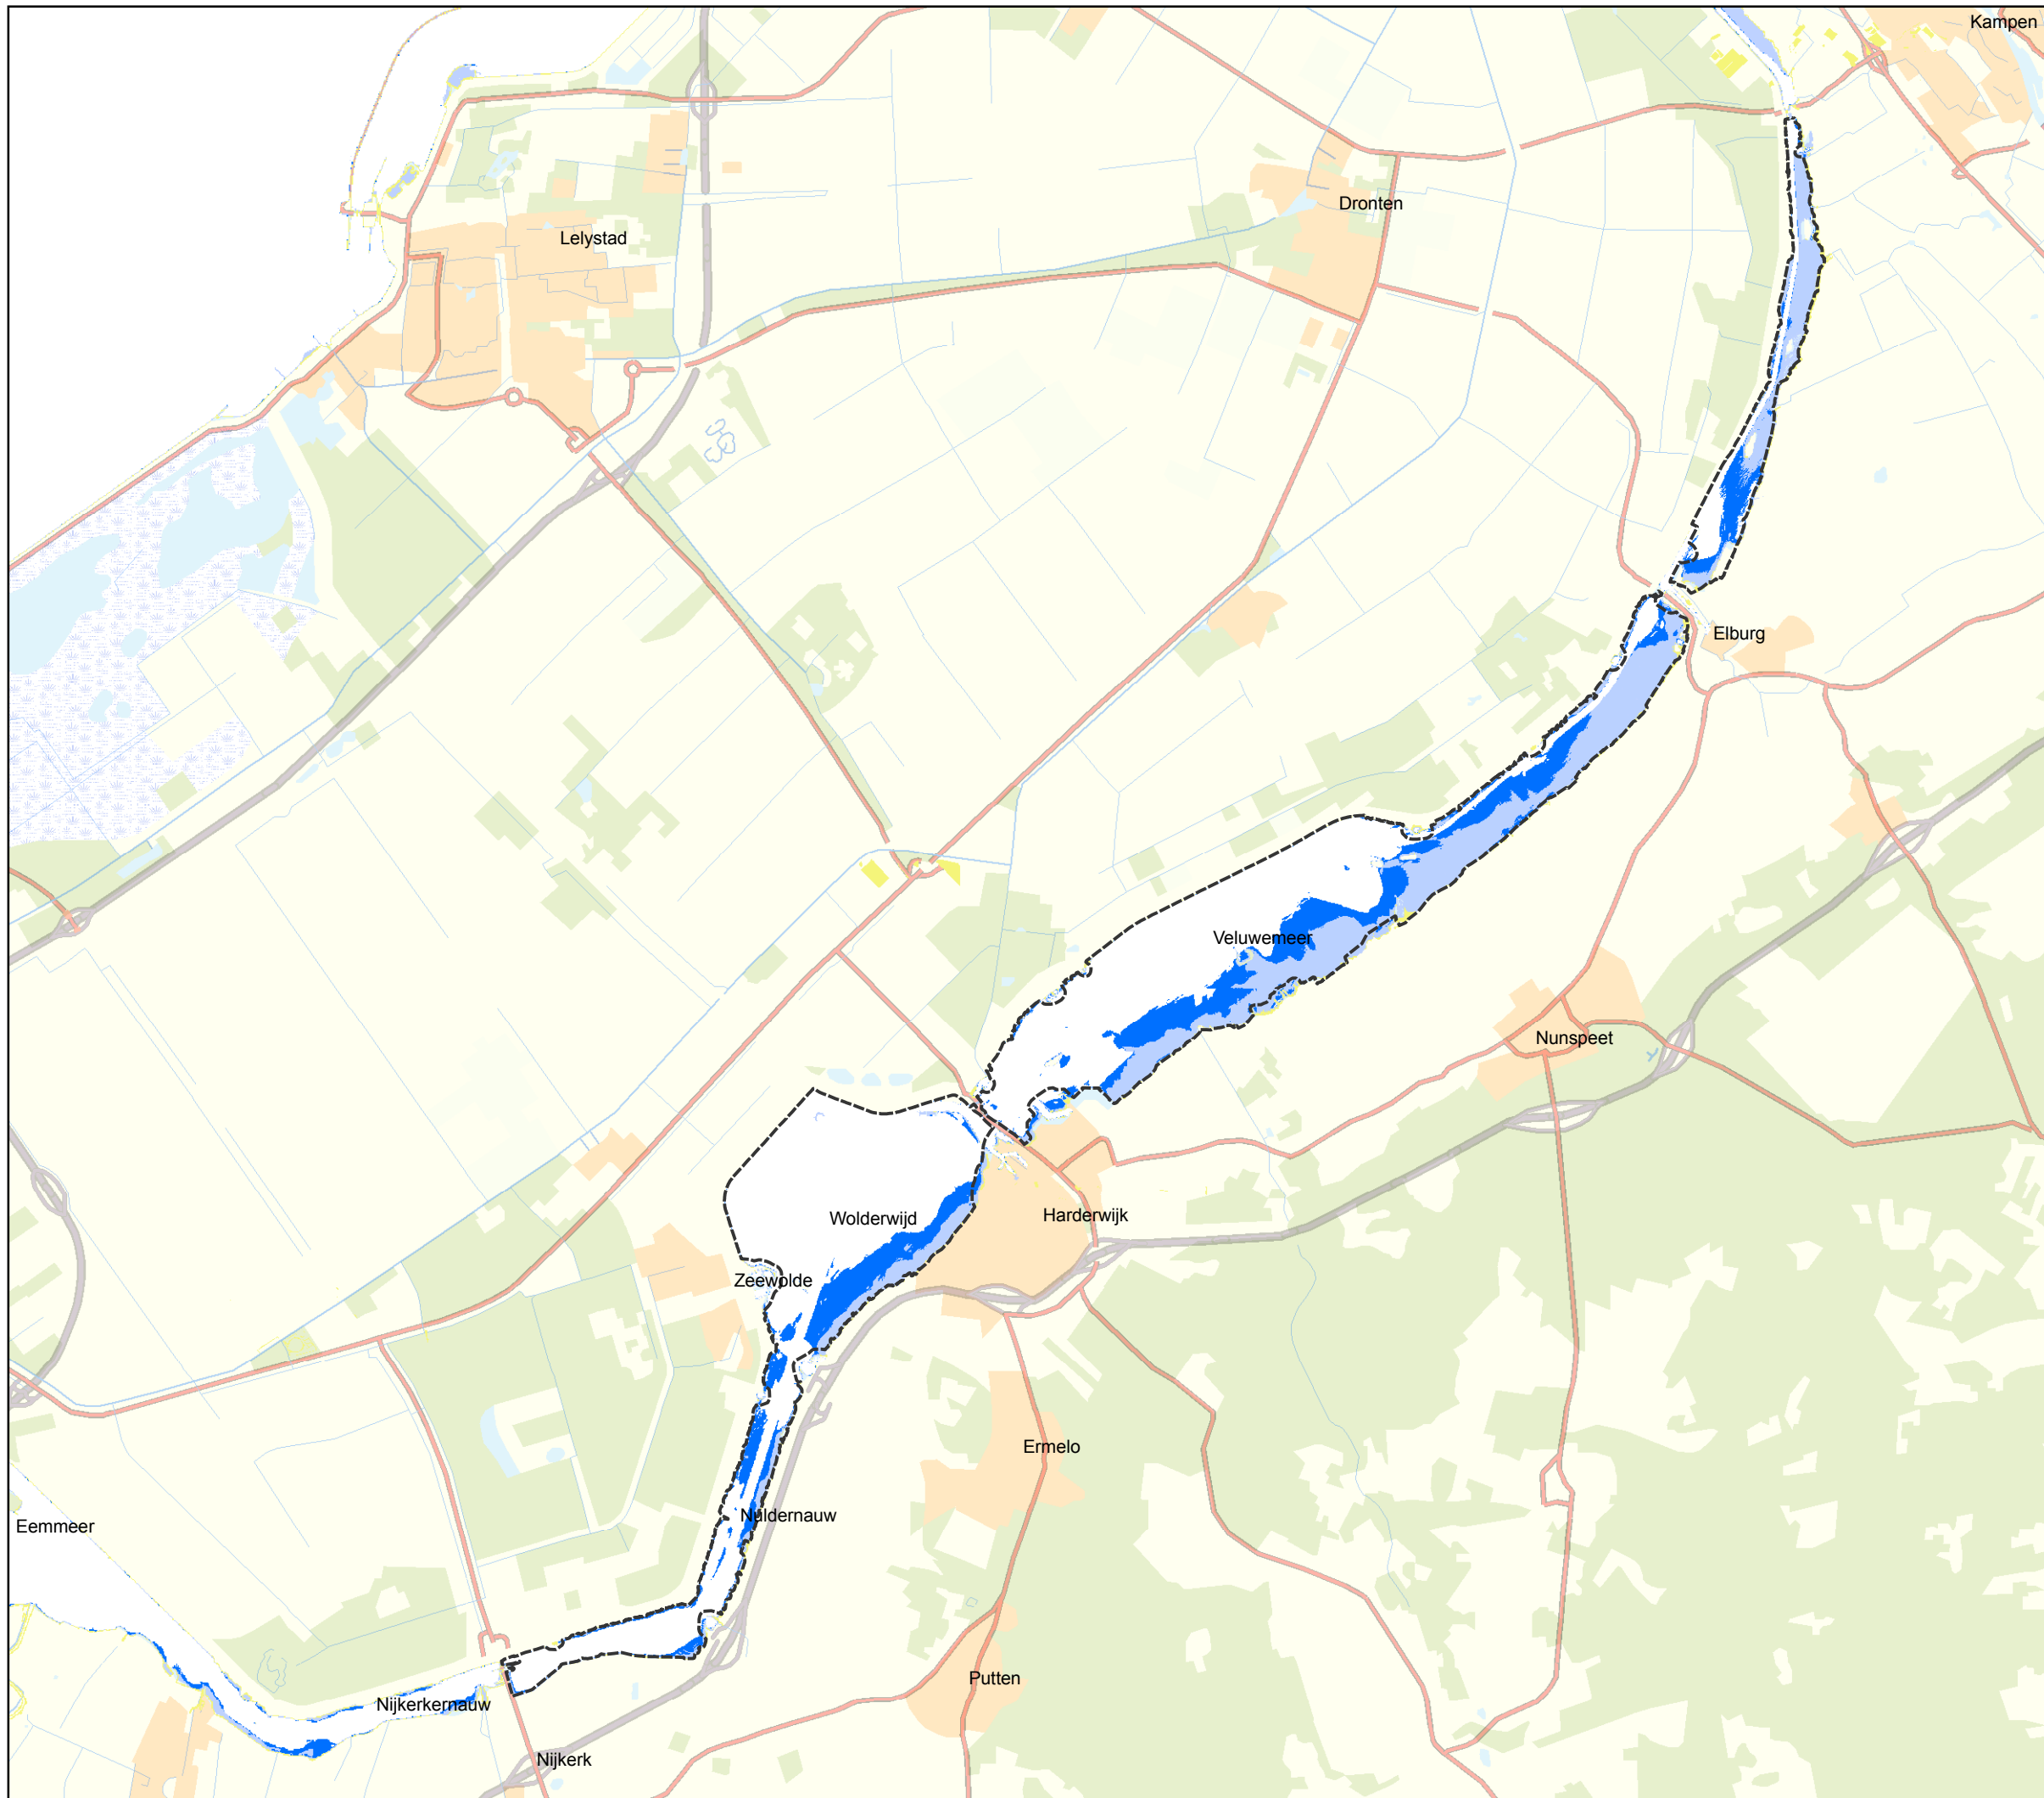 Kampen
Dronten
Lelystad
Elburg
Veluwemeer
Nunspeet
Wolderwijd
Harderwijk
Zeewolde
Ermelo
Nuldernauw
Eemmeer
Putten
Nijkerkernauw
Nijkerk